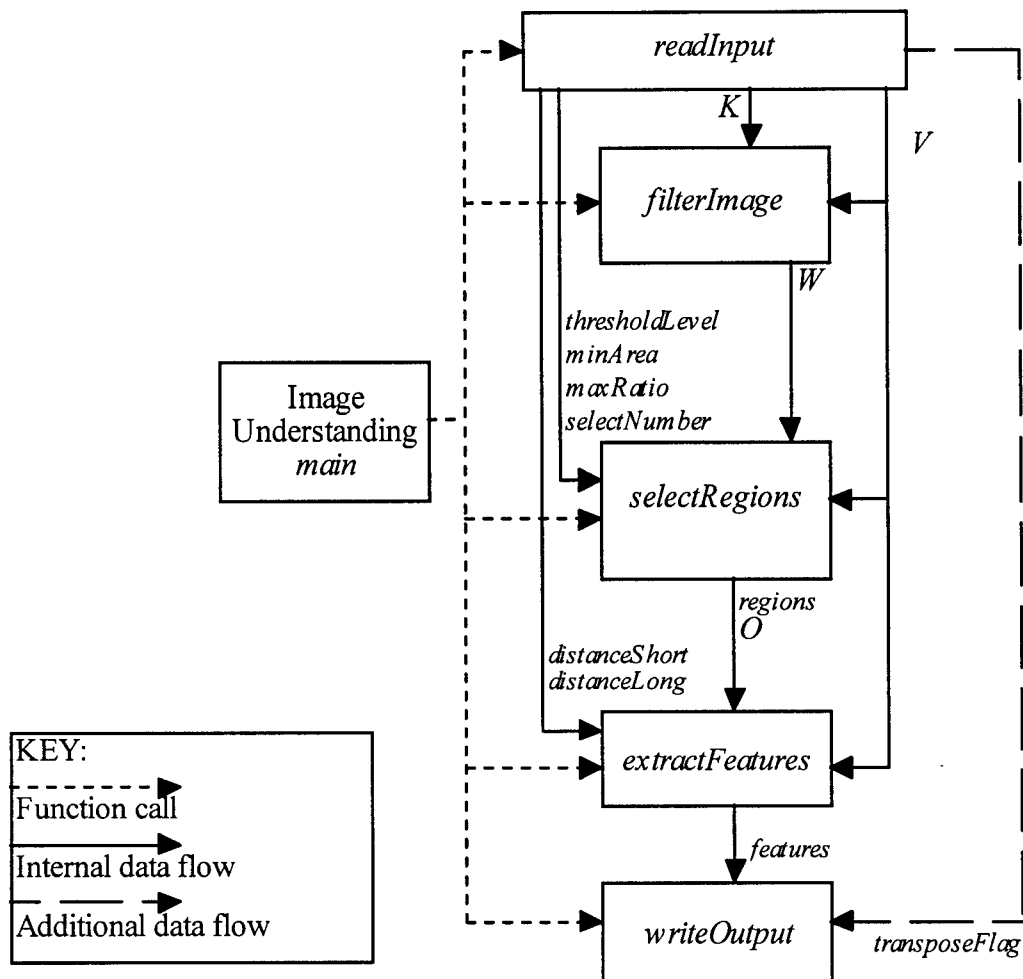 readInput
K
V
filterImage
W
thresholdLevel
minArea
maxRatio
selectNumber
Image
Understanding
main
selectRegions
regions
O
distanceShort
distanceLong
extractFeatures
features
writeOutput
transposeFlag
KEY:
Function call
Internal data flow
Additional data flow